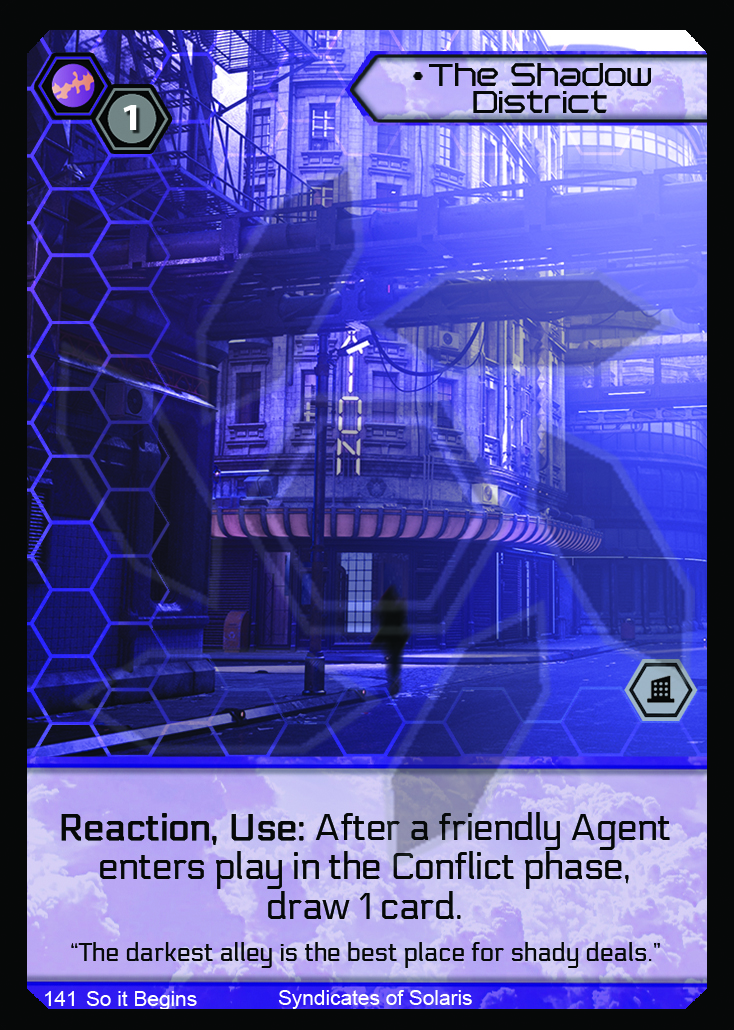 •The Shadow
District
1
Reaction, Use: After a friendly Agent
enters play in the Conflict phase,
draw 1 card.
“The darkest alley is the best place for shady deals.”
141 So it Begins
Syndicates of Solaris